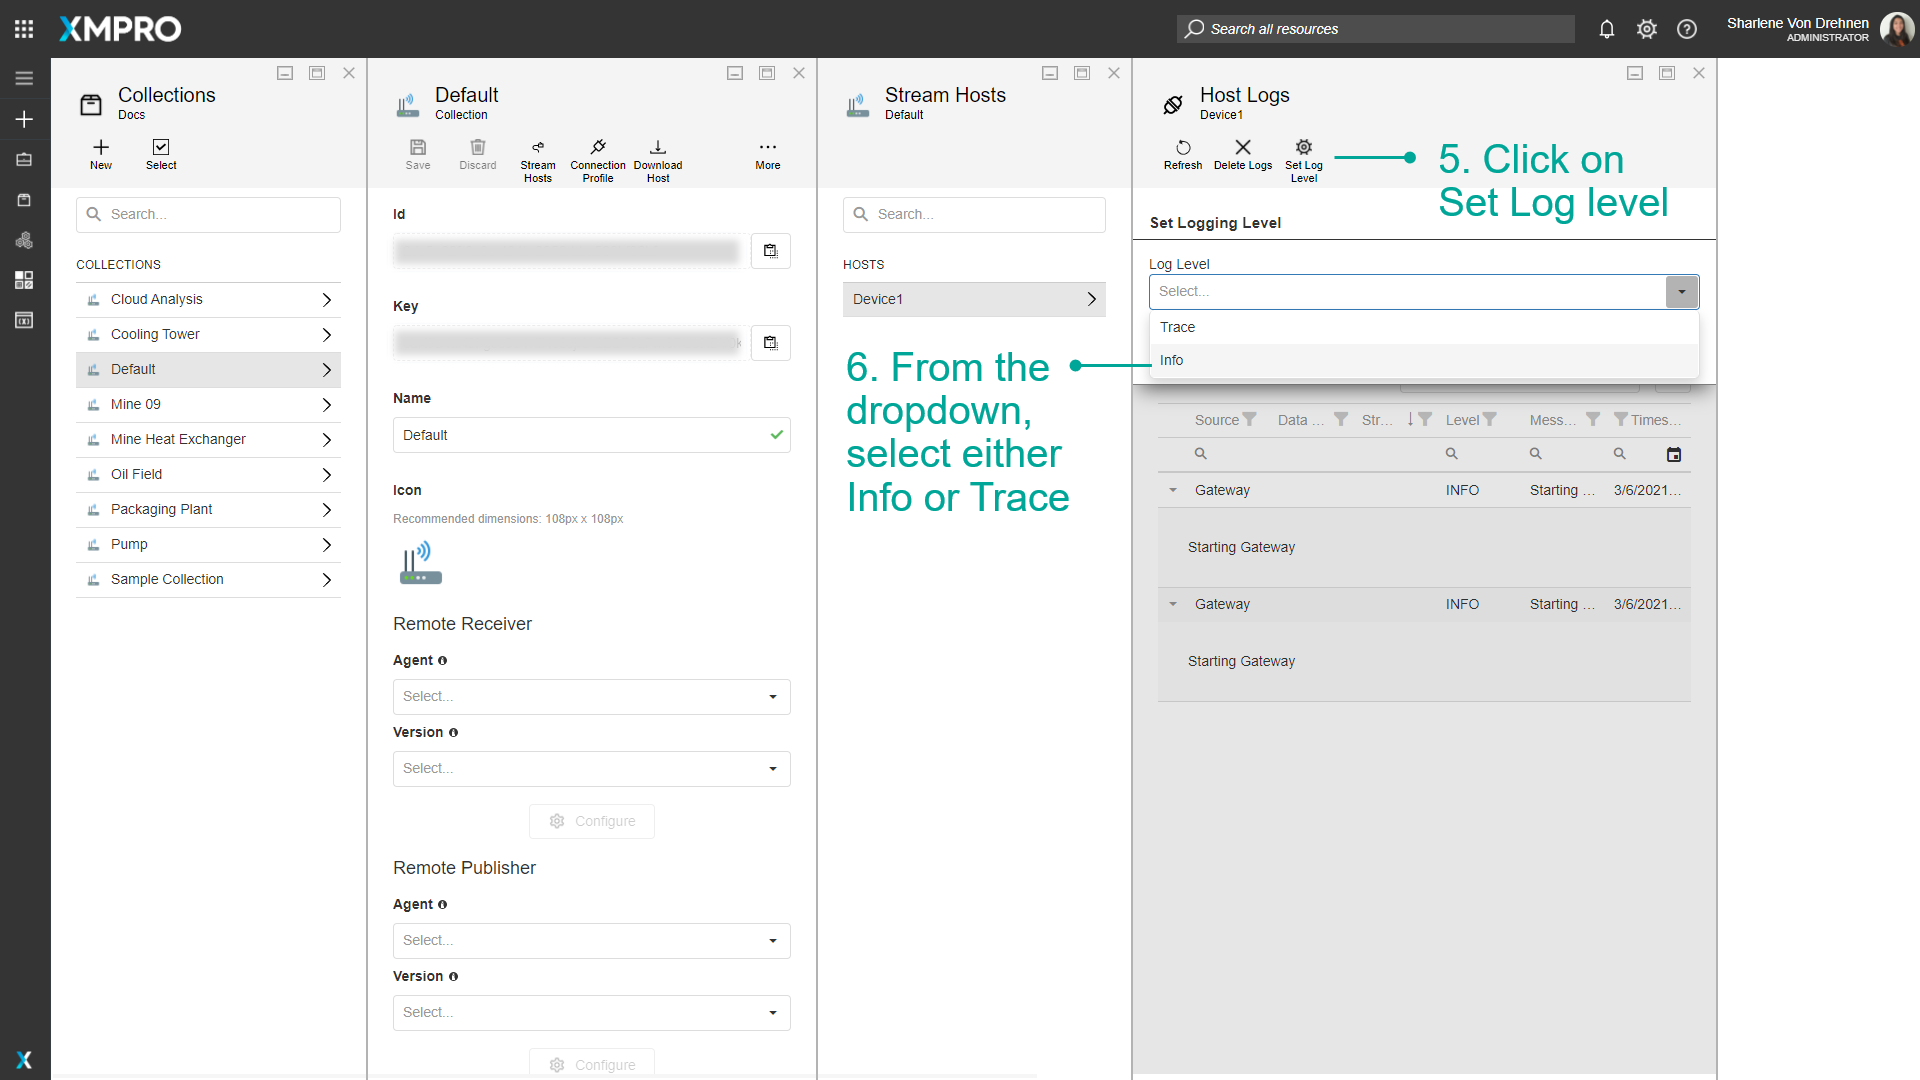 XMPRO
Search all resources
Sharlene Von Drehnen
ADMINISTRATOR
Collections
Docs
New
Select
Search...
COLLECTIONS
Cloud Analysis
Cooling Tower
Default
Mine 09
Mine Heat Exchanger
Oil Field
Packaging Plant
Pump
Sample Collection
Default
Collection
Save
Discard
Stream
Hosts
Connection
Profile
Download
Host
More
Id
Key
Name
Default
Icon
Recommended dimensions: 108px x 108px
Remote Receiver
Agent
Select...
Version
Select...
Configure
Remote Publisher
Agent
Select...
Version
Select...
Configure
Stream Hosts
Default
Search...
HOSTS
Device1
6. From the
dropdown,
select either
Info or Trace
Host Logs
Device1
Refresh
Delete Logs
Set Log
Level
5. Click on
Set Log level
Set Logging Level
Log Level
Select...
Trace
Info
Source Data ... Str... Level Mess... Times...
Gateway INFO Starting ... 3/6/2021...
Starting Gateway
Gateway INFO Starting ... 3/6/2021...
Starting Gateway